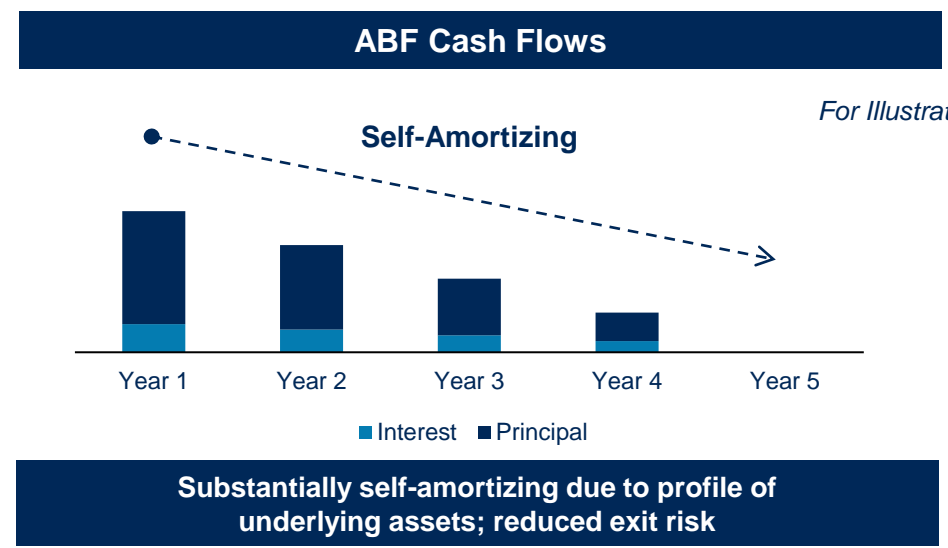 ABF Cash Flows
For Illustrat
Self-Amortizing
Year 1 Year 2 Year 3 Year 4 Year 5
Interest Principal
Substantially self-amortizing due to profile of
underlying assets; reduced exit risk